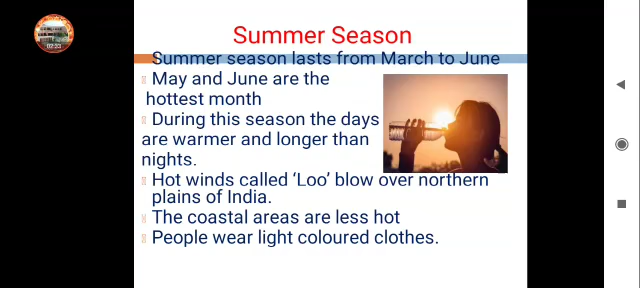 02:23
Summer Season
Summer season lasts from March to June
May and June are the
hottest month
During this season the days
are warmer and longer than
nights.
Hot winds called ‘Loo’ blow over northern
plains of India.
The coastal areas are less hot
People wear light coloured clothes.